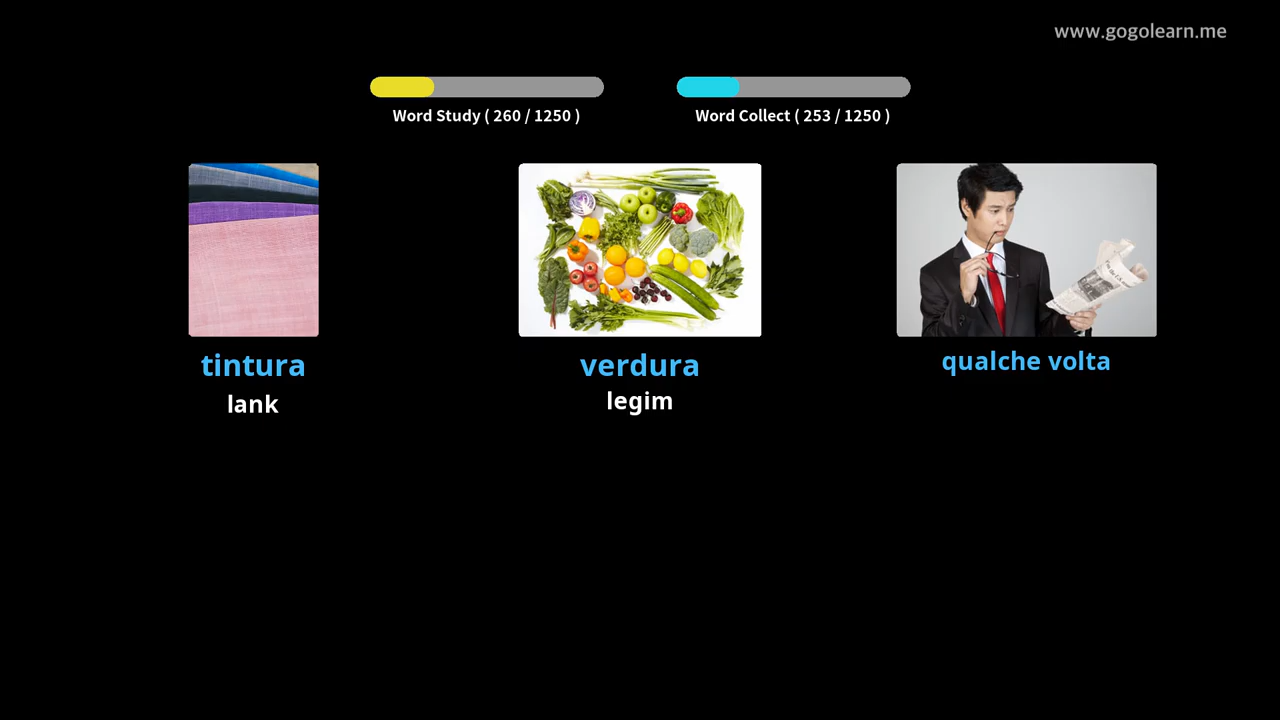 www.gogolearn.me
Word Study ( 260 / 1250 )
Word Collect ( 253 / 1250 )
tintura
lank
verdura
legim
qualche volta